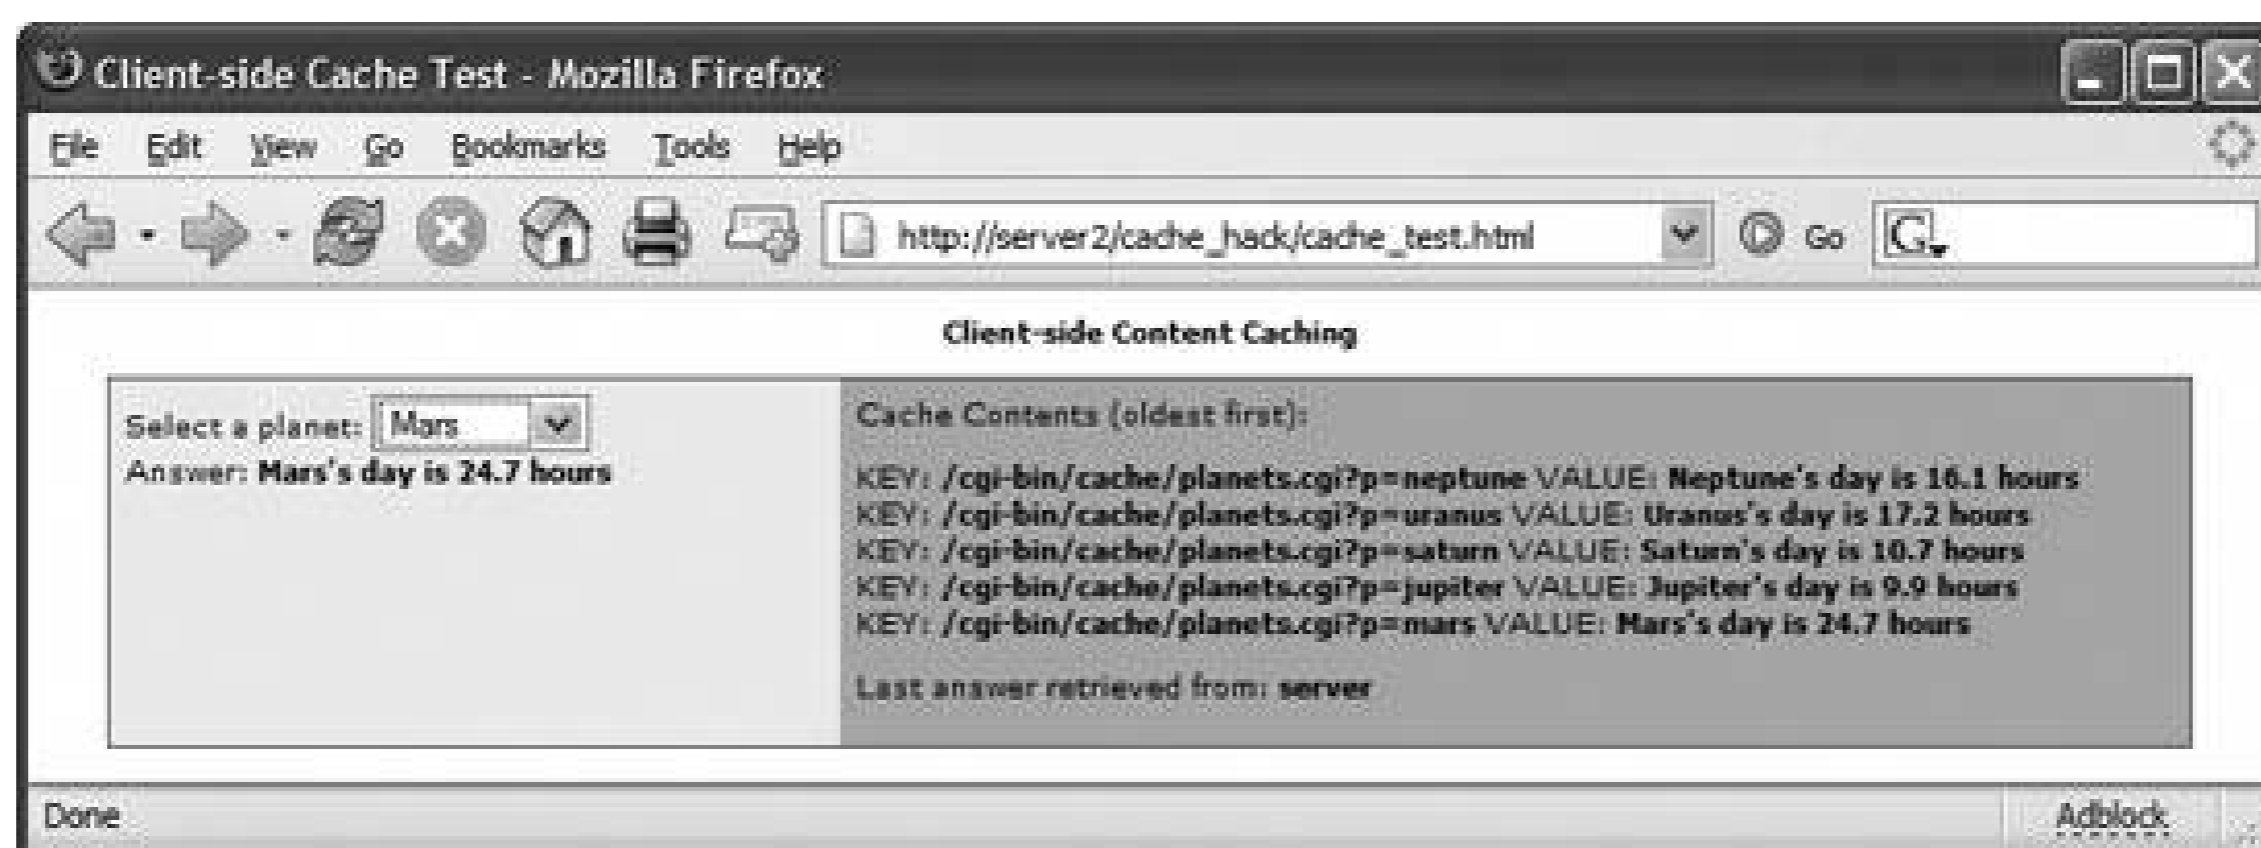 Client-side Cache Test - Mozilla Firefox
File Edit View Go Bookmarks Tools Help
http://server2/cache_hack/cache_test.html Go G
Client-side Content Caching
Select a planet: Mars
Answer: Mars's day is 24.7 hours
Cache Contents (oldest first):
KEY: /cgi-bin/cache/planets.cgi?p=neptune VALUE: Neptune's day is 16.1 hours
KEY: /cgi-bin/cache/planets.cgi?p=uranus VALUE: Uranus's day is 17.2 hours
KEY: /cgi-bin/cache/planets.cgi?p=saturn VALUE: Saturn's day is 10.7 hours
KEY: /cgi-bin/cache/planets.cgi?p=jupiter VALUE: Jupiter's day is 9.9 hours
KEY: /cgi-bin/cache/planets.cgi?p=mars VALUE: Mars's day is 24.7 hours
Last answer retrieved from: server
Done Adblock